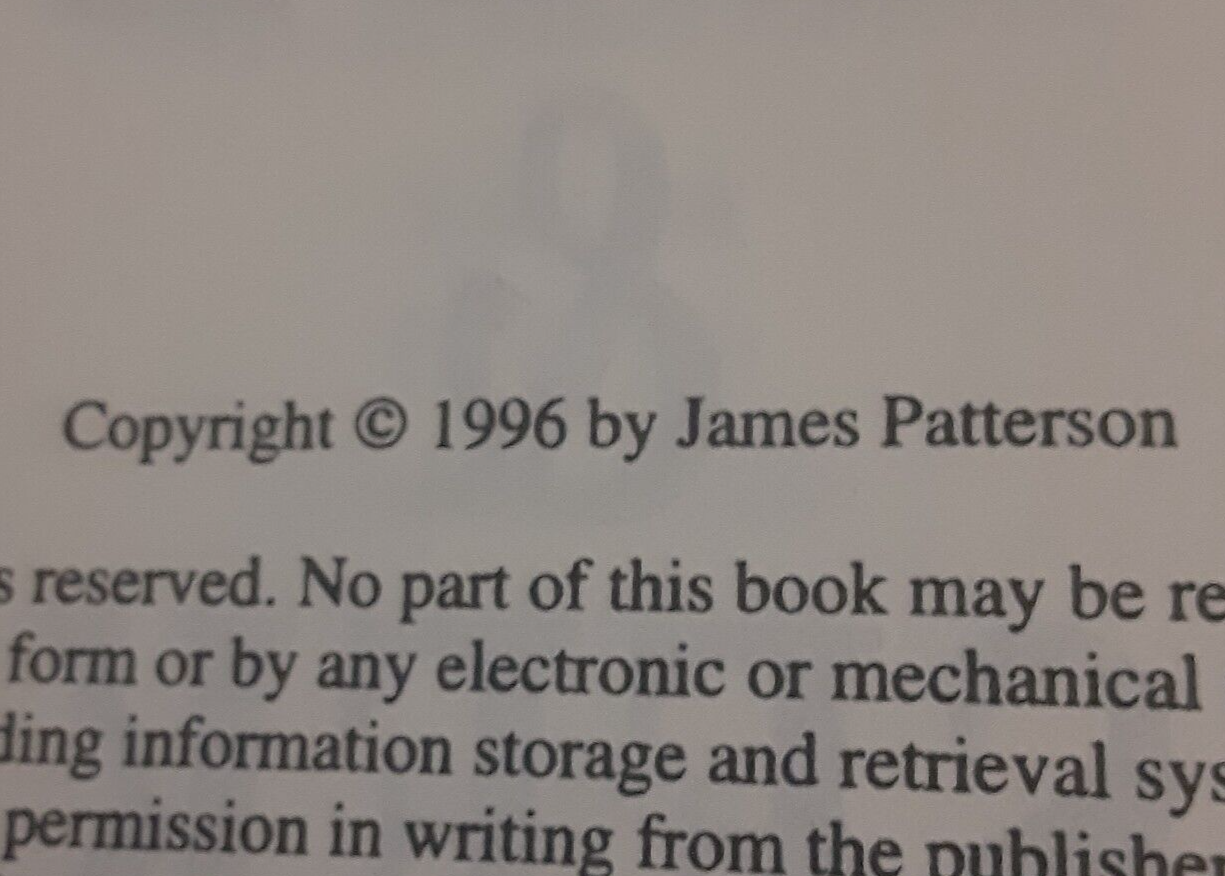 Copyright © 1996 by James Patterson
s reserved. No part of this book may be re
form or by any electronic or mechanical
ding information storage and retrieval sys
permission in writing from the publisher